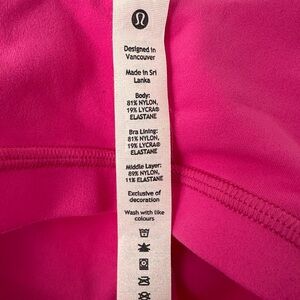 Designed in
Vancouver
Made in Sri
Lanka
Body:
81% NYLON,
19% LYCRA®
ELASTANE
Bra Lining:
81% NYLON,
19% LYCRA®
ELASTANE
Middle Layer:
89% NYLON,
11% ELASTANE
Exclusive of
decoration
Wash with like
colours